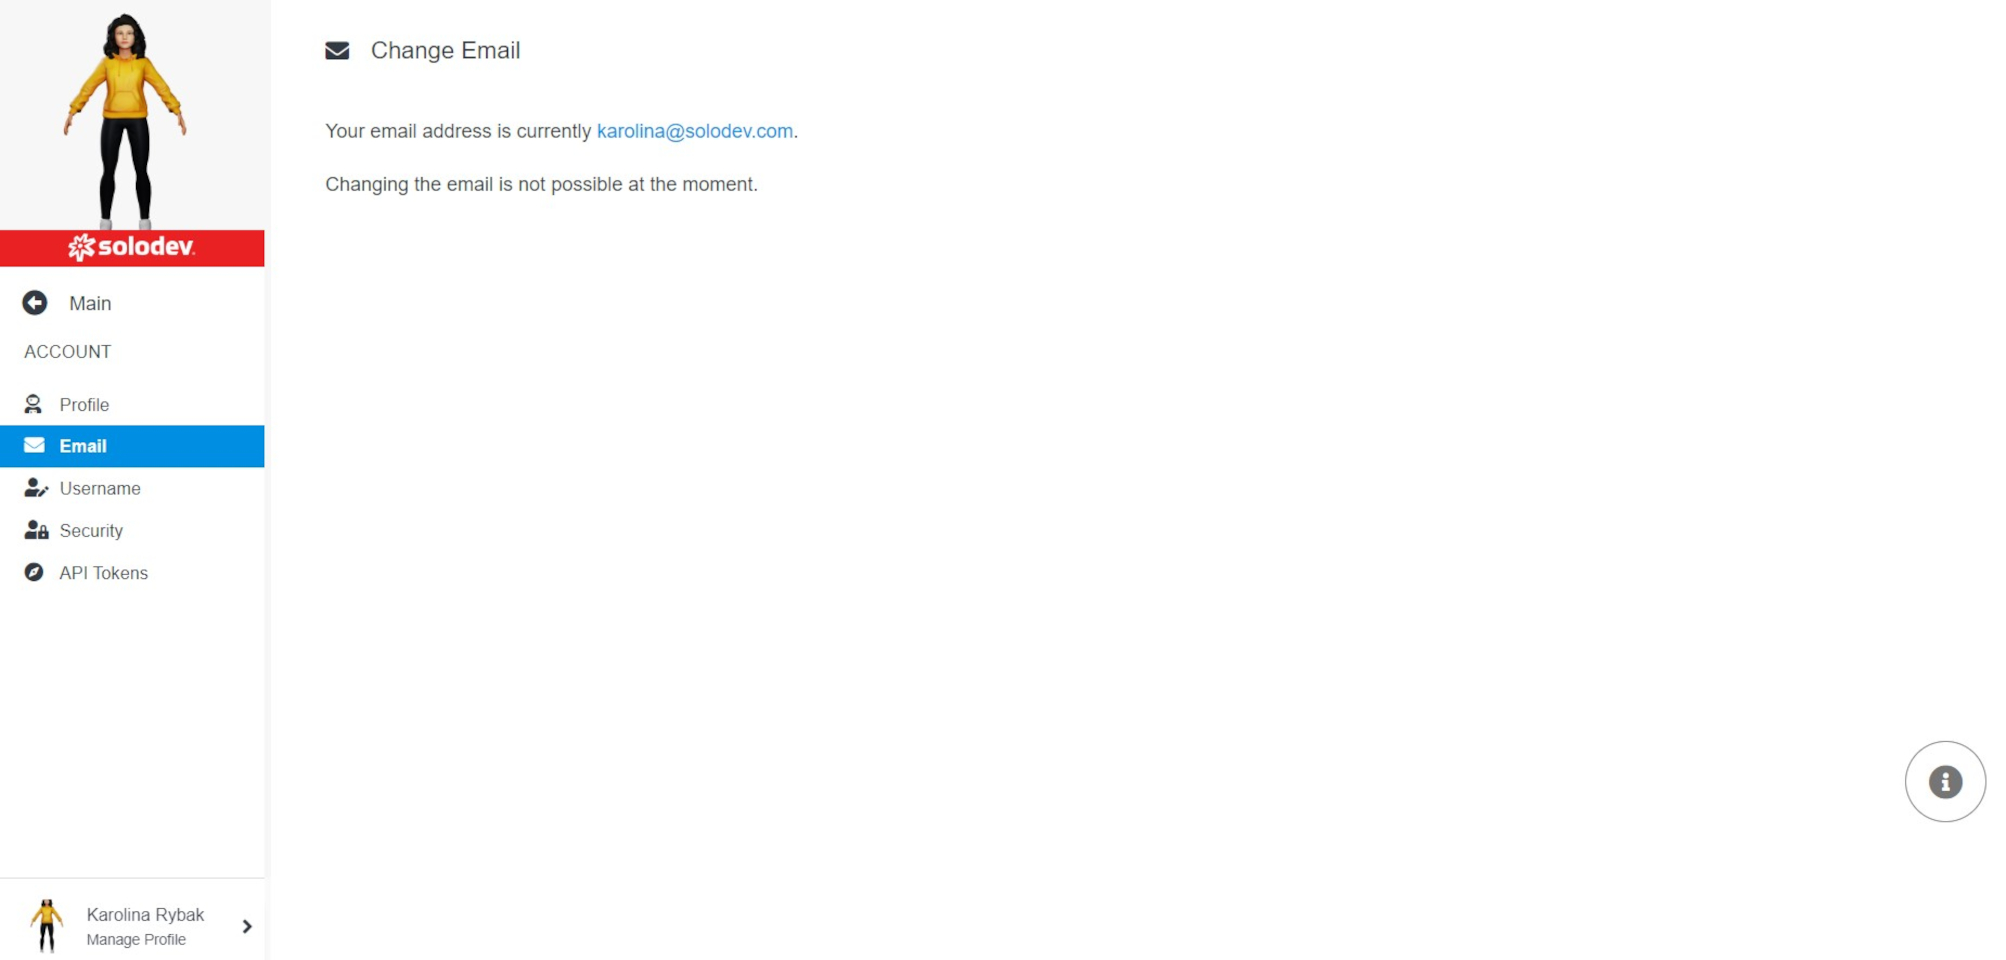 Change Email
Your email address is currently karolina@solodev.com.
Changing the email is not possible at the moment.
solodev
Main
ACCOUNT
Profile
Email
Username
Security
API Tokens
Karolina Rybak
Manage Profile